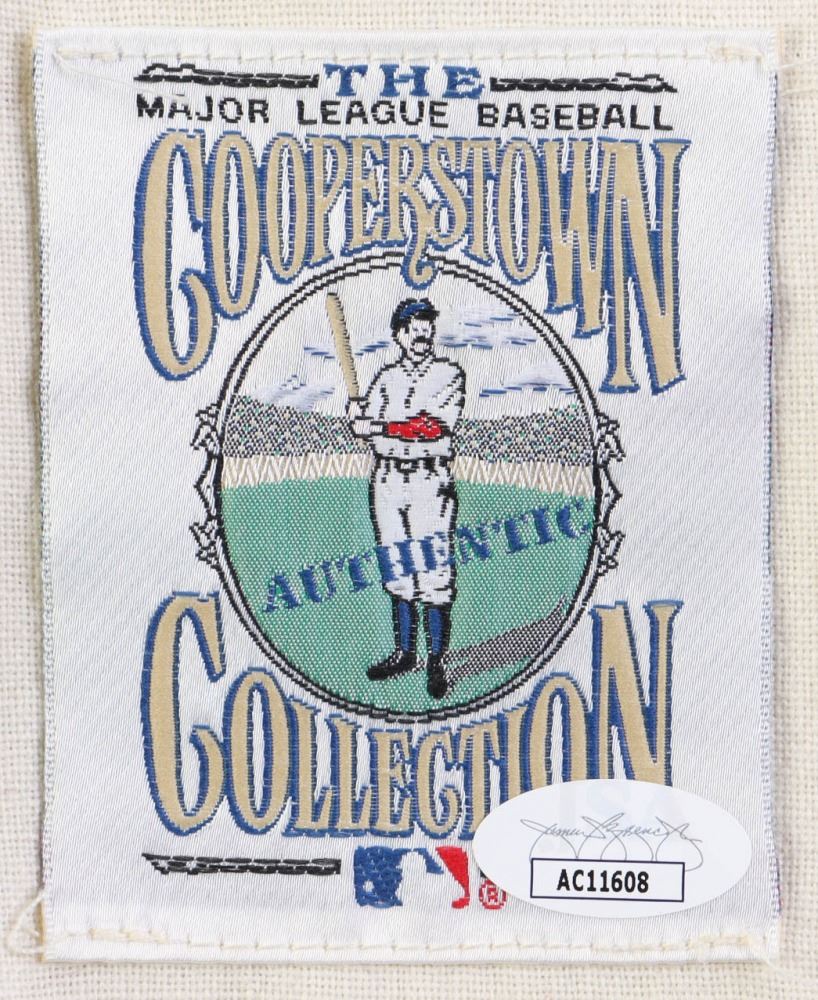 THE
MAJOR LEAGUE BASEBALL
COOPERSTOWN
AUTHENTIC
COLLECTION
®
AC11608